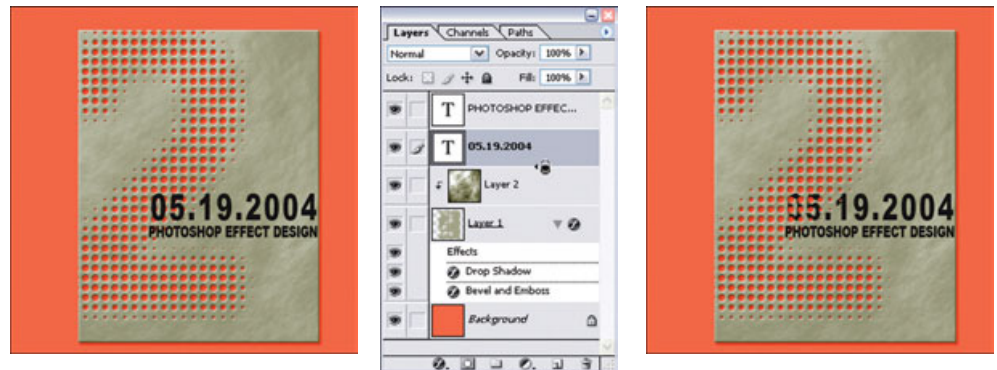 05.19.2004
PHOTOSHOP EFFECT DESIGN
Layers Channels Paths
Normal Opacity: 100%
Lock: Fill: 100%
T PHOTOSHOP EFFEC...
T 05.19.2004
Layer 2
Layer 1
Effects
Drop Shadow
Bevel and Emboss
Background
05.19.2004
PHOTOSHOP EFFECT DESIGN